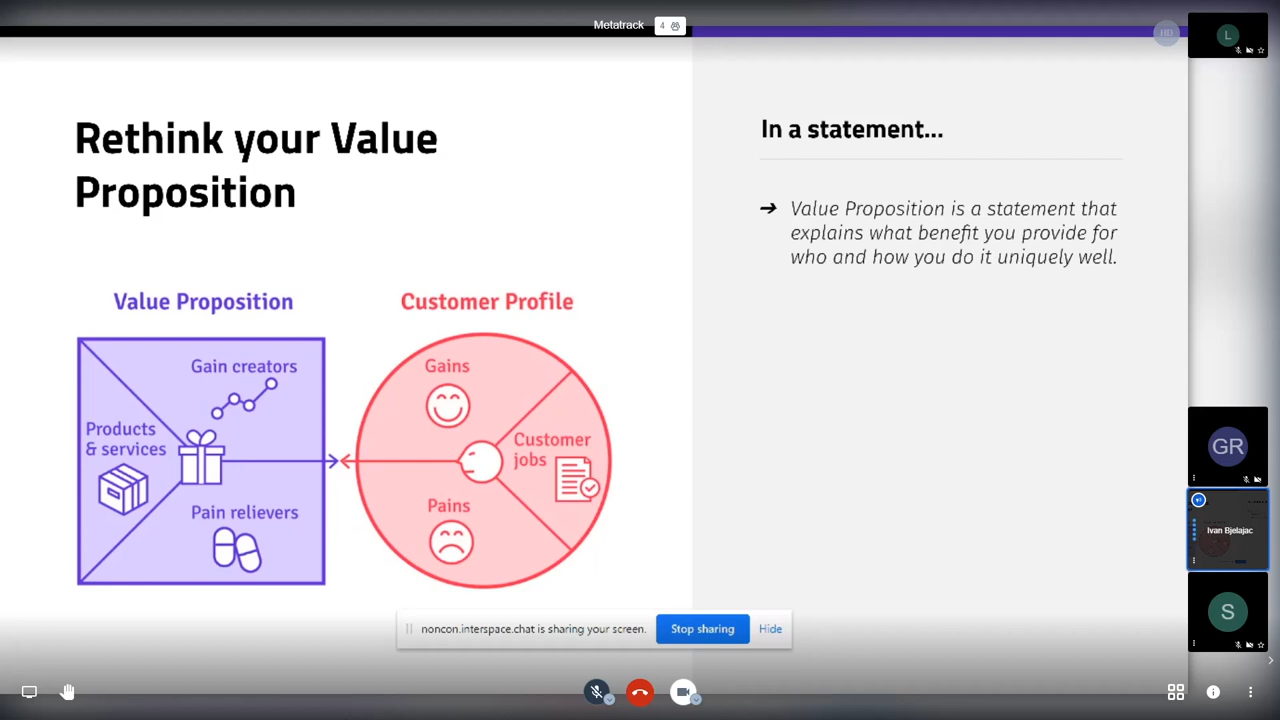 Metatrack
4
HD
L
Rethink your Value
Proposition
In a statement...
➔ Value Proposition is a statement that
explains what benefit you provide for
who and how you do it uniquely well.
Value Proposition
Customer Profile
Gain creators
Products
& services
Pain relievers
Gains
Customer
jobs
Pains
GR
Ivan Bjelajac
S
noncon.interspace.chat is sharing your screen.
Stop sharing
Hide